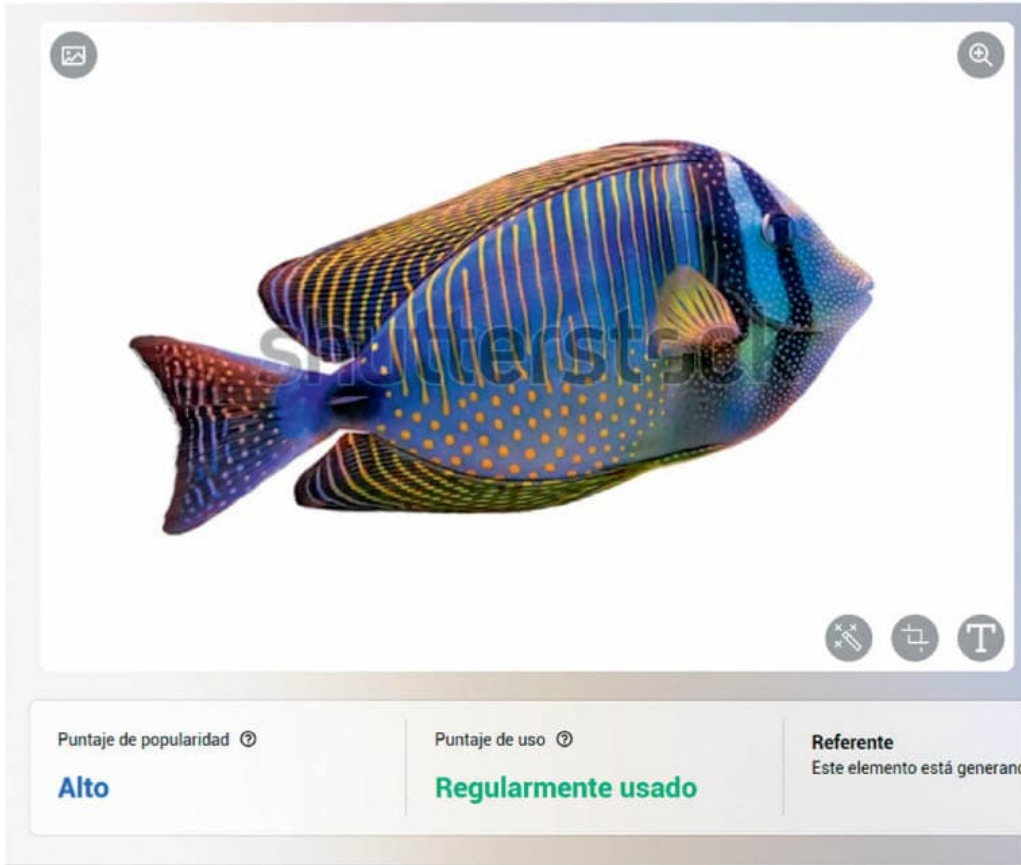 shutterstock
Puntaje de popularidad
Alto
Puntaje de uso
Regularmente usado
Referente
Este elemento está generand